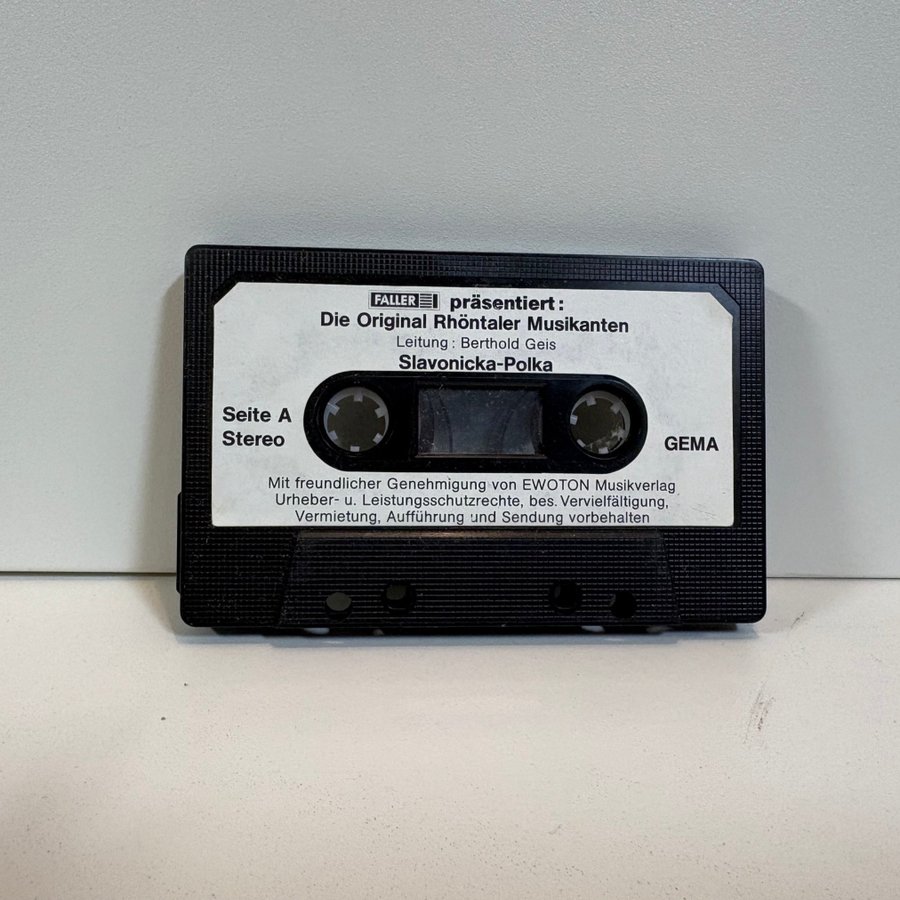 FALLER präsentiert:
Die Original Rhöntaler Musikanten
Leitung: Berthold Geis
Slavonicka-Polka
Seite A
Stereo
GEMA
Mit freundlicher Genehmigung von EWOTON Musikverlag
Urheber- u. Leistungsschutzrechte, bes. Vervielfältigung,
Vermietung, Aufführung und Sendung vorbehalten